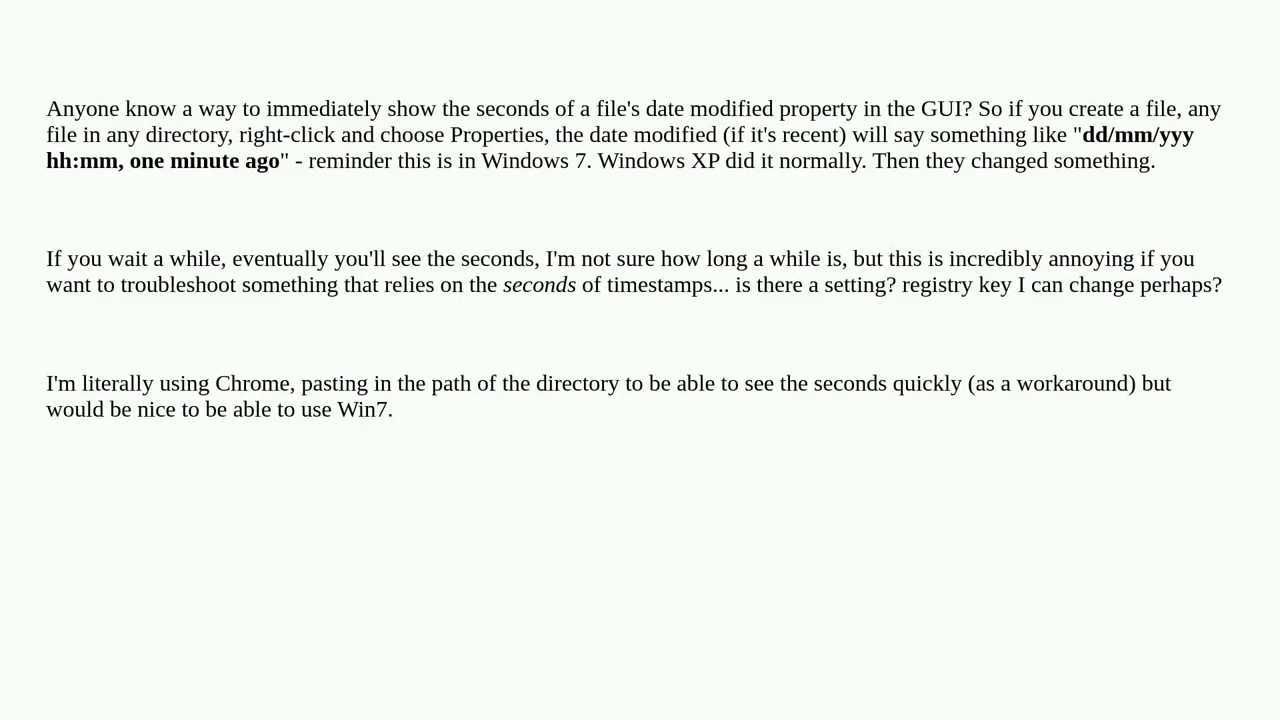 Anyone know a way to immediately show the seconds of a file's date modified property in the GUI? So if you create a file, any
file in any directory, right-click and choose Properties, the date modified (if it's recent) will say something like "dd/mm/yyy
hh:mm, one minute ago" - reminder this is in Windows 7. Windows XP did it normally. Then they changed something.
If you wait a while, eventually you'll see the seconds, I'm not sure how long a while is, but this is incredibly annoying if you
want to troubleshoot something that relies on the seconds of timestamps... is there a setting? registry key I can change perhaps?
I'm literally using Chrome, pasting in the path of the directory to be able to see the seconds quickly (as a workaround) but
would be nice to be able to use Win7.